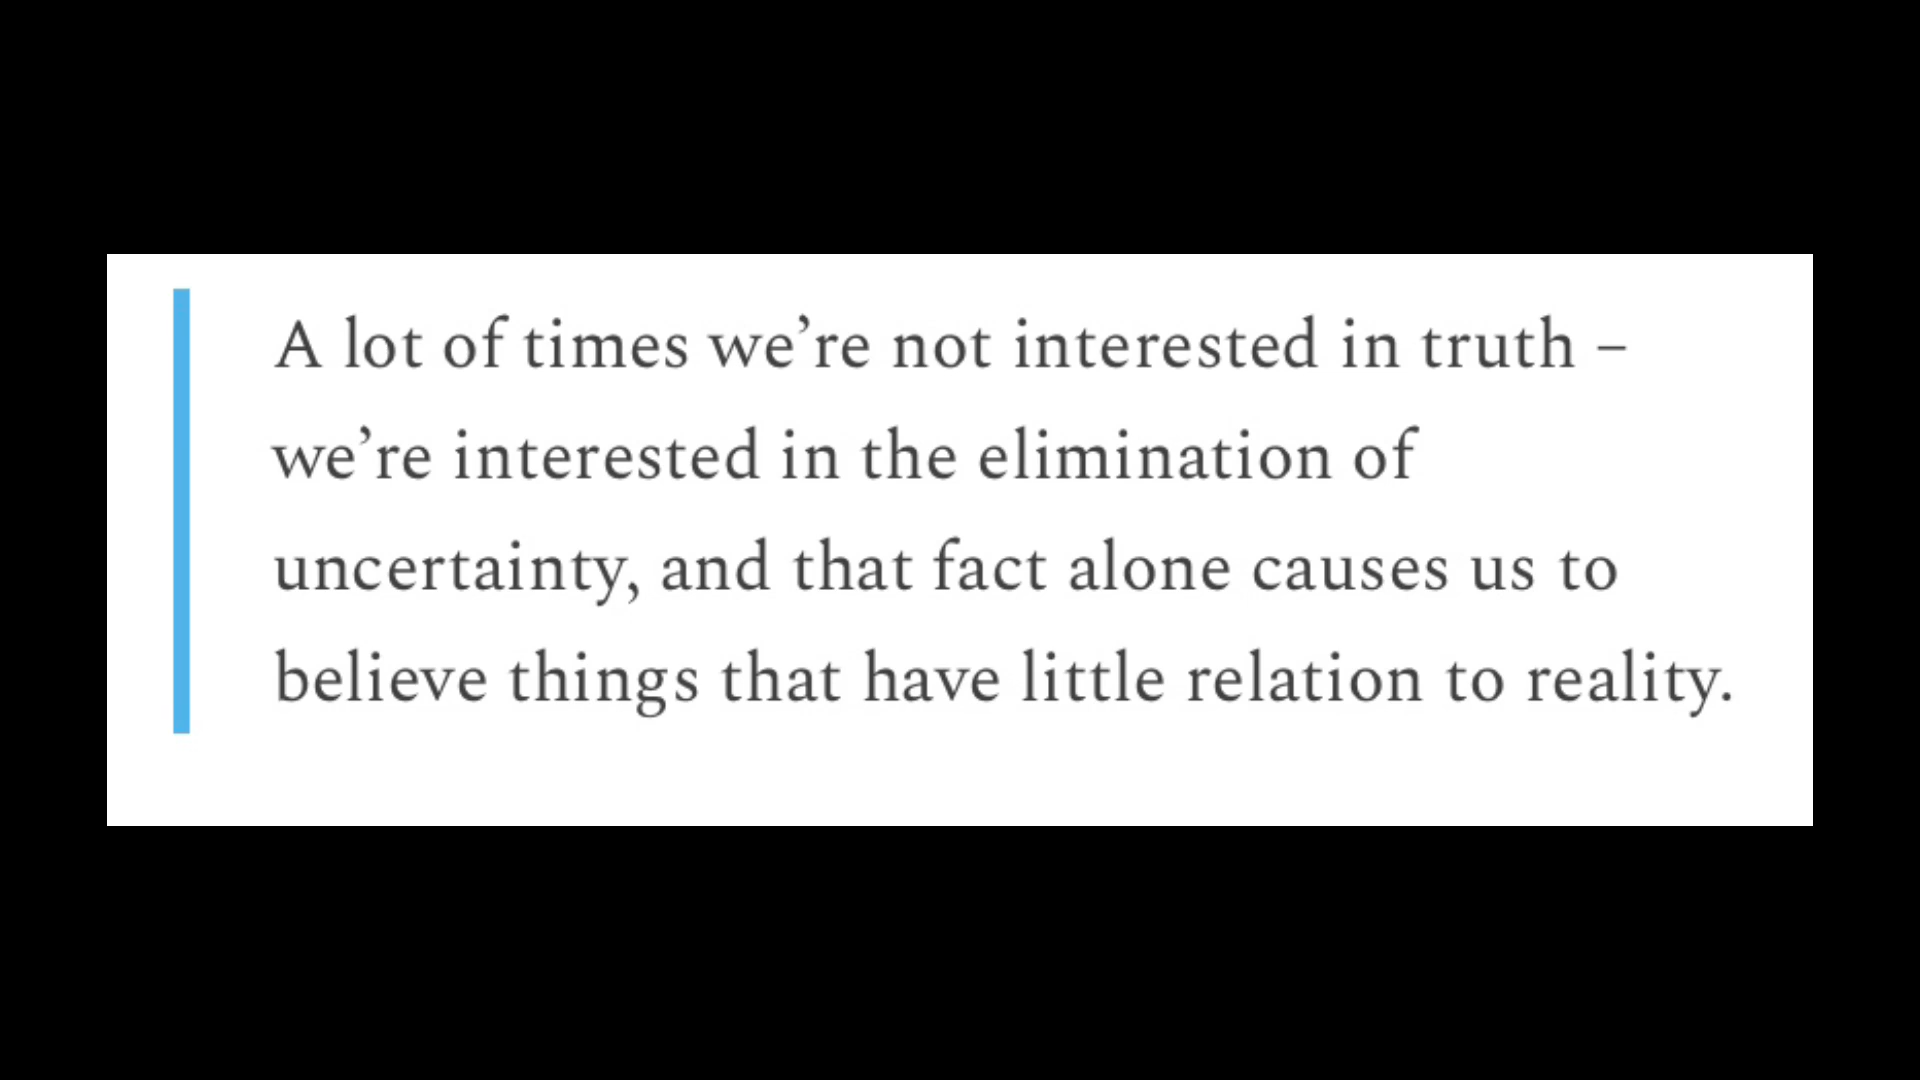 A lot of times we’re not interested in truth –
we’re interested in the elimination of
uncertainty, and that fact alone causes us to
believe things that have little relation to reality.